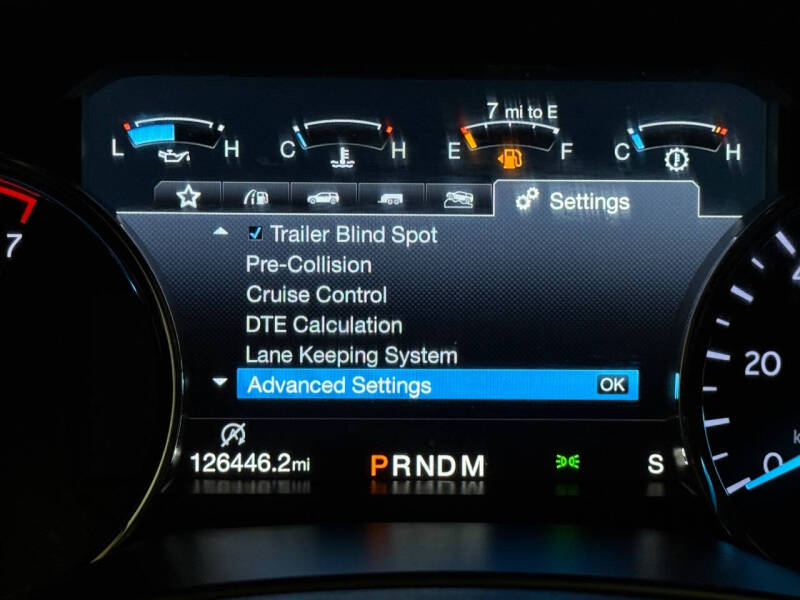 7 mi to E
L H C H E F C H
Settings
Trailer Blind Spot
7
Pre-Collision
Cruise Control
DTE Calculation
20
Lane Keeping System
Advanced Settings OK
126446.2mi PRNDM S
0